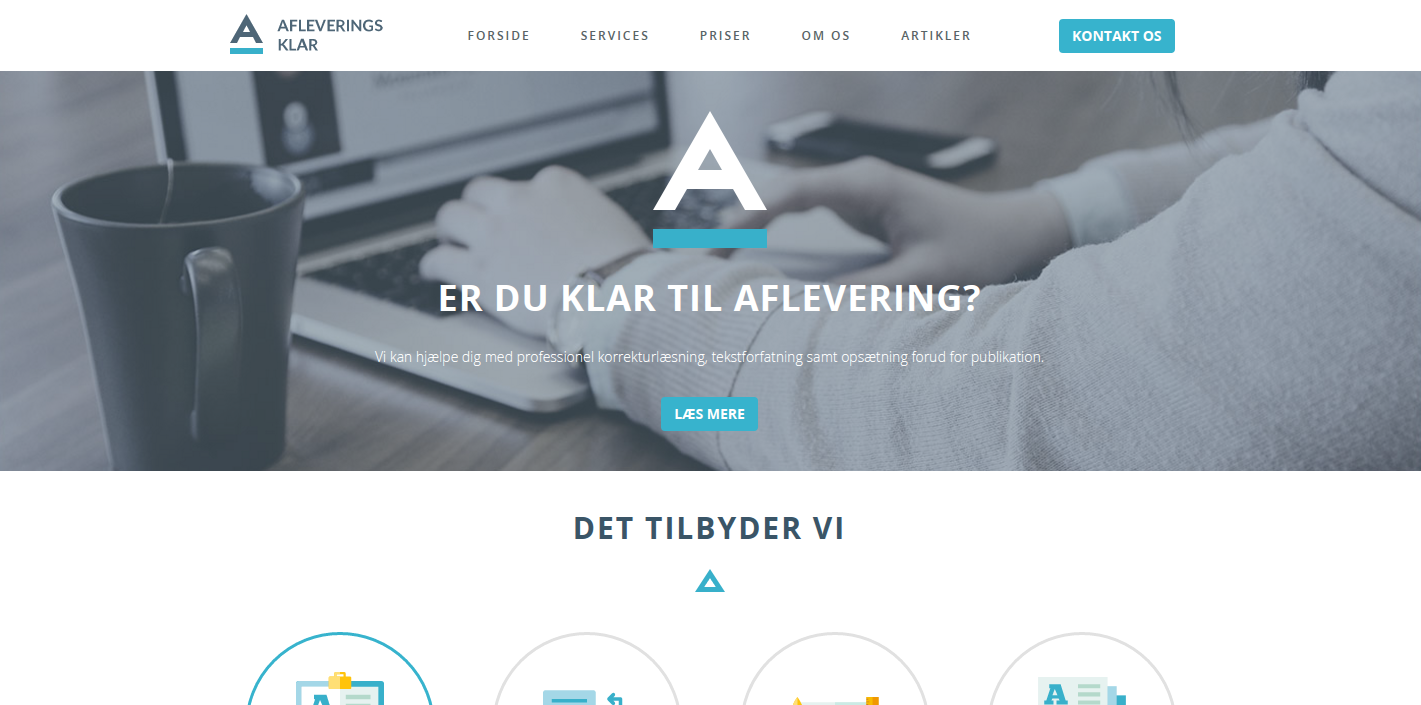 AFLEVERINGS
KLAR
FORSIDE SERVICES PRISER OM OS ARTIKLER KONTAKT OS
ER DU KLAR TIL AFLEVERING?
Vi kan hjælpe dig med professionel korrekturlæsning, tekstforfatning samt opsætning forud for publikation.
LÆS MERE
DET TILBYDER VI